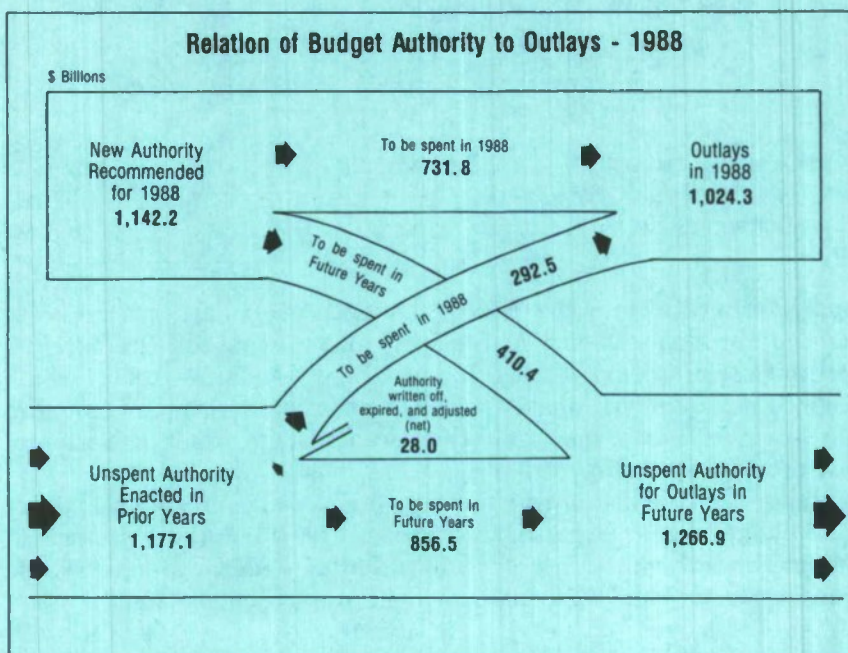 Relation of Budget Authority to Outlays - 1988
$ Billions
New Authority
Recommended
for 1988
1,142.2
To be spent in 1988
731.8
Outlays
in 1988
1,024.3
To be spent in
Future Years
To be spent in 1988
292.5
410.4
Authority
written off,
expired, and adjusted
(net)
28.0
Unspent Authority
Enacted in
Prior Years
1,177.1
To be spent in
Future Years
856.5
Unspent Authority
for Outlays in
Future Years
1,266.9